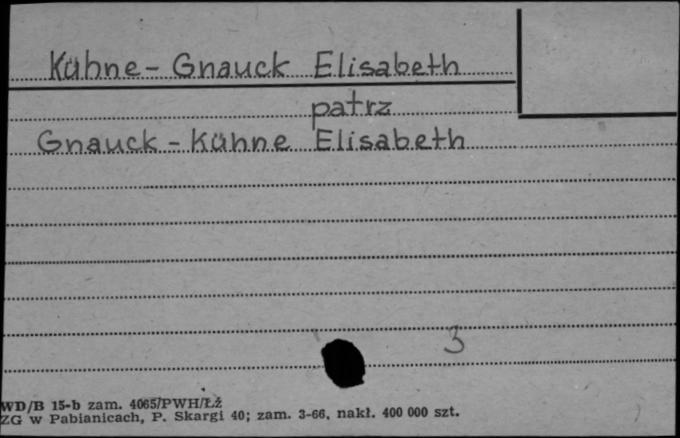 Kühne - Gnauck Elisabeth
patrz
Gnauck - Kühne Elisabeth
3
WD/B 15-b zam. 4065/PWH/Łż
ZG w Pabianicach, P. Skargi 40; zam. 3-66, nakł. 400 000 szt.